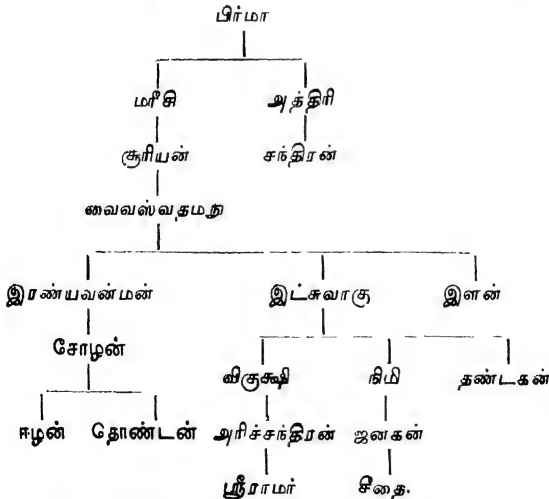 பிர்மா
மரீசி அத்திரி
சூரியன் சந்திரன்
வைவஸ்வதமநு
இரண்யவன்மன் இட்சுவாகு இளன்
சோழன்
விகுக்ஷி நிமி தண்டகன்
ஈழன் தொண்டன் அரிச்சந்திரன் ஜனகன்
ஸ்ரீராமர் சீதை.